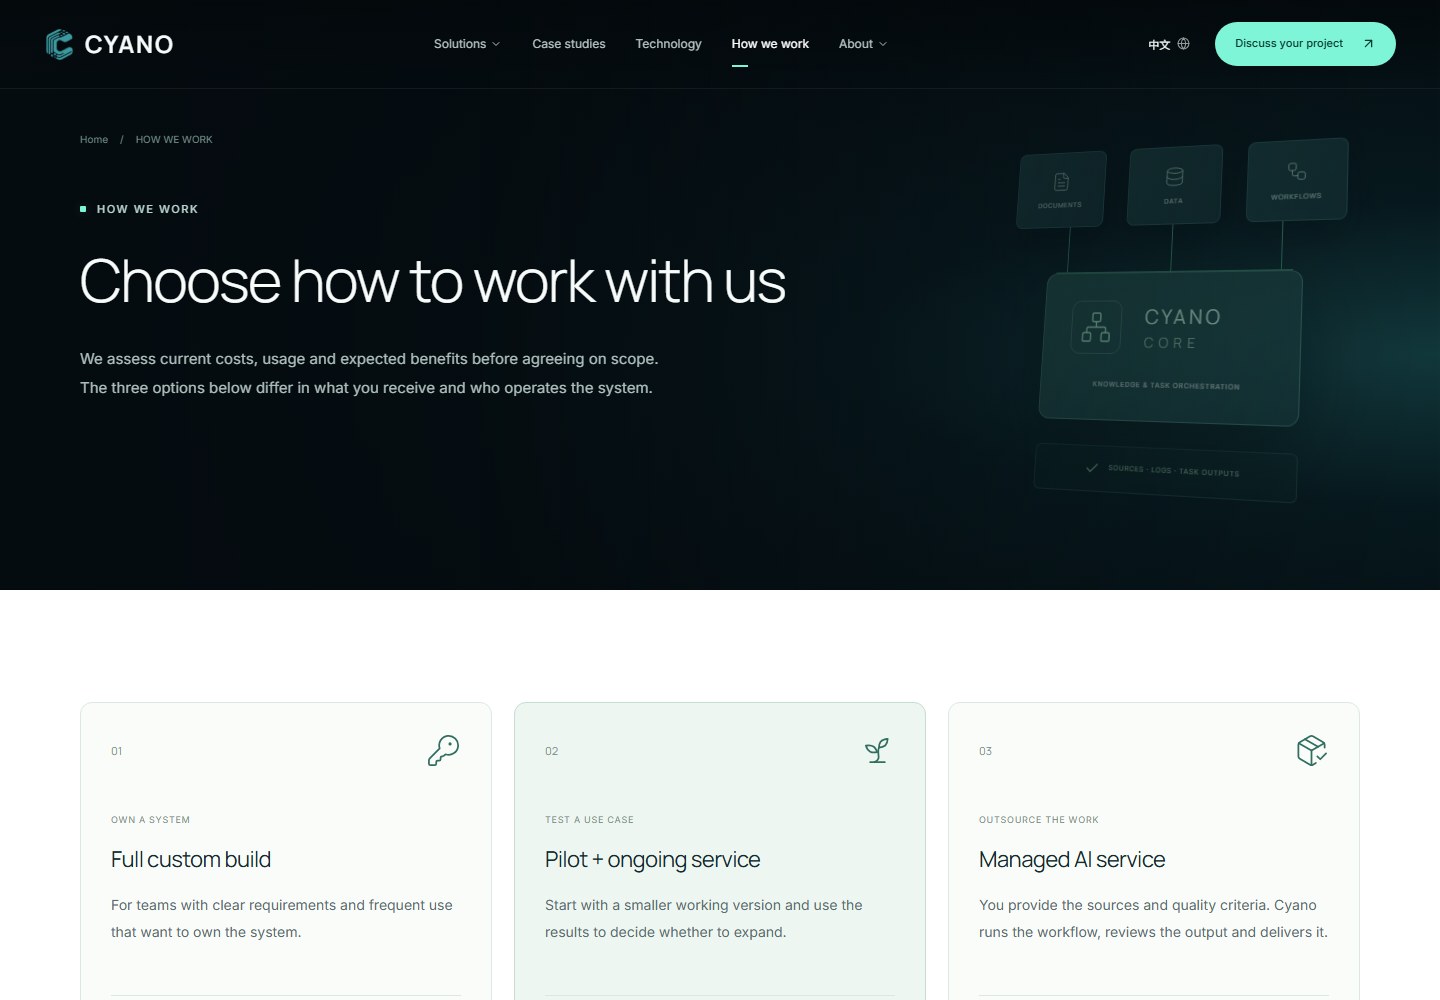 CYANO
Solutions
Case studies
Technology
How we work
About
中文
Discuss your project
Home / HOW WE WORK
HOW WE WORK
Choose how to work with us
We assess current costs, usage and expected benefits before agreeing on scope.
The three options below differ in what you receive and who operates the system.
DOCUMENTS
DATA
WORKFLOWS
CYANO
CORE
KNOWLEDGE & TASK ORCHESTRATION
SOURCES · LOGS · TASK OUTPUTS
01
OWN A SYSTEM
Full custom build
For teams with clear requirements and frequent use
that want to own the system.
02
TEST A USE CASE
Pilot + ongoing service
Start with a smaller working version and use the
results to decide whether to expand.
03
OUTSOURCE THE WORK
Managed AI service
You provide the sources and quality criteria. Cyano
runs the workflow, reviews the output and delivers it.